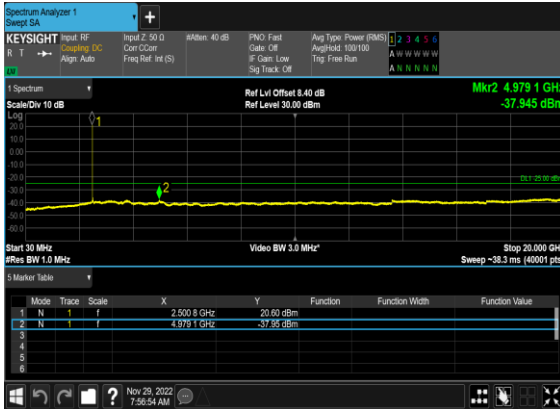 Spectrum Analyzer 1
Swept SA
+
KEYSIGHT Input: RF Input Z: 50 Ω #Atten: 40 dB PNO: Fast Avg Type: Power (RMS) 1 2 3 4 5 6
R T Coupling: DC Corr CCorr Gate: Off Avg|Hold: 100/100 A W W W W W
Align: Auto Freq Ref: Int (S) IF Gain: Low Trig: Free Run
Sig Track: Off A N N N N N
1 Spectrum Ref Lvl Offset 8.40 dB Mkr2 4.979 1 GHz
Scale/Div 10 dB Ref Level 30.00 dBm -37.945 dBm
Log
20.0
10.0
0.00
-10.0
-20.0
-30.0
-40.0
-50.0
-60.0
1
2
DL1 -25.00 dBm
Start 30 MHz Video BW 3.0 MHz* Stop 20.000 GHz
#Res BW 1.0 MHz Sweep ~38.3 ms (40001 pts)
5 Marker Table
Mode Trace Scale X Y Function Function Width Function Value
1 N 1 f 2.500 8 GHz 20.60 dBm
2 N 1 f 4.979 1 GHz -37.95 dBm
3
4
5
6
? Nov 29, 2022
7:56:54 AM